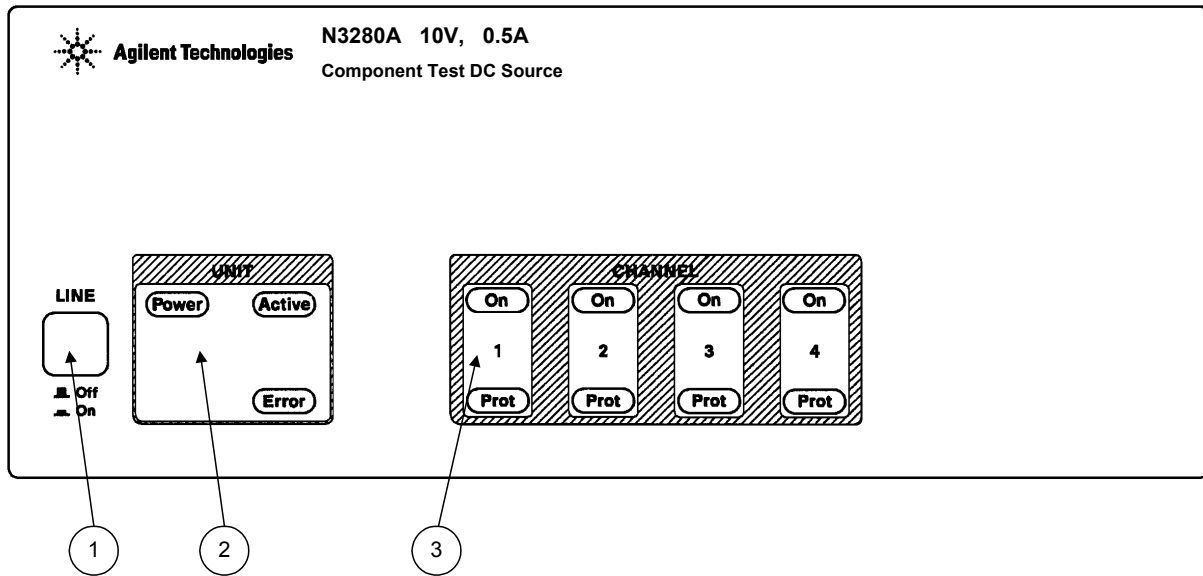 Agilent Technologies
N3280A 10V, 0.5A
Component Test DC Source
LINE
Off
On
UNIT
Power Active
Error
CHANNEL
On On On On
1 2 3 4
Prot Prot Prot Prot
1 2 3